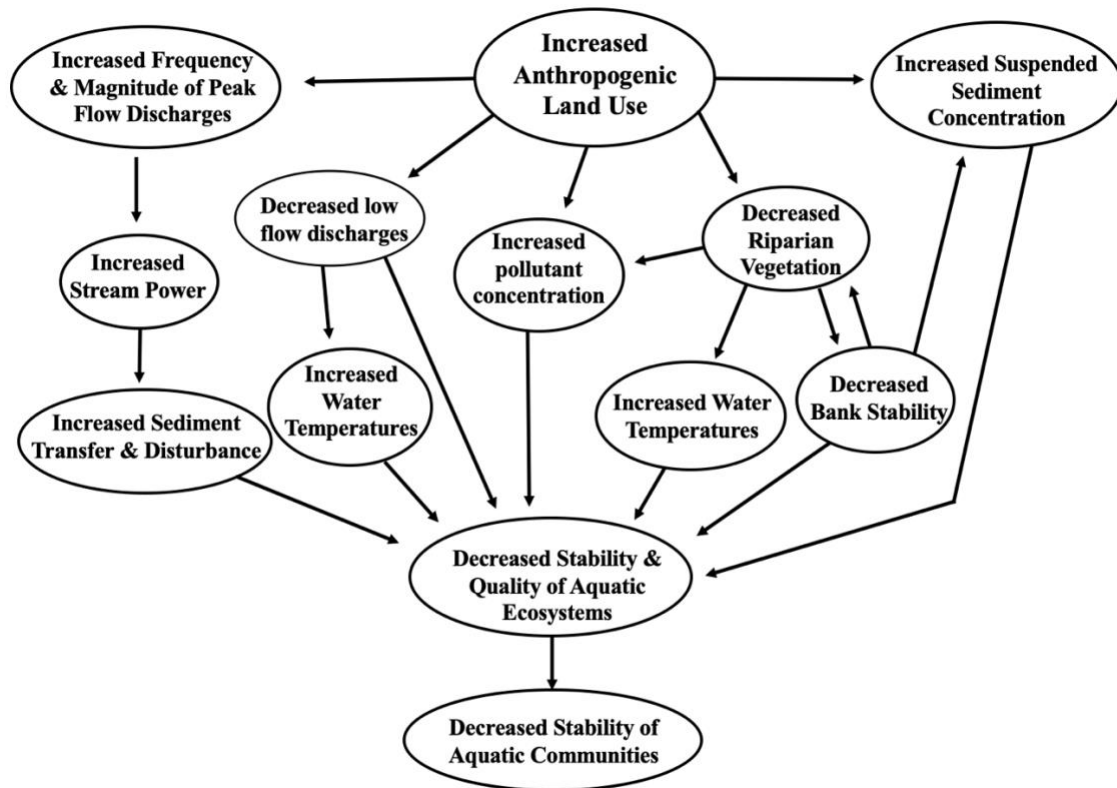 Increased Frequency
& Magnitude of Peak
Flow Discharges
Increased
Anthropogenic
Land Use
Increased Suspended
Sediment
Concentration
Decreased low
flow discharges
Increased
pollutant
concentration
Decreased
Riparian
Vegetation
Increased
Stream Power
Increased
Water
Temperatures
Increased Water
Temperatures
Decreased
Bank Stability
Increased Sediment
Transfer & Disturbance
Decreased Stability &
Quality of Aquatic
Ecosystems
Decreased Stability of
Aquatic Communities